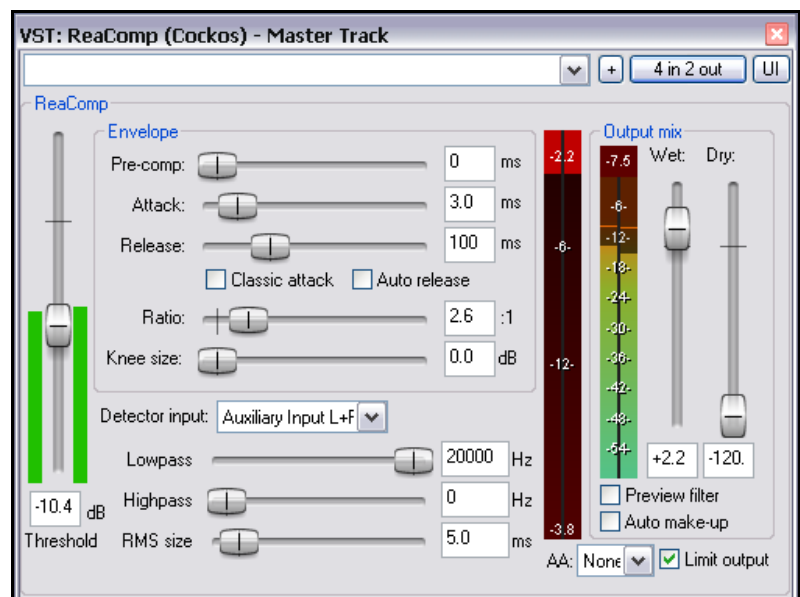 VST: ReaComp (Cockos) - Master Track
+ 4 in 2 out UI
ReaComp
Envelope
Pre-comp: 0 ms
Attack: 3.0 ms
Release: 100 ms
Classic attack Auto release
Ratio: 2.6 :1
Knee size: 0.0 dB
Detector input: Auxiliary Input L+F
Lowpass 20000 Hz
Highpass 0 Hz
RMS size 5.0 ms
-10.4 dB
Threshold
-2.2
-6-
-12-
-3.8
Output mix
Wet: Dry:
-7.5
-6-
-12-
-18-
-24-
-30-
-36-
-42-
-48-
-54-
+2.2 -120.
Preview filter
Auto make-up
AA: None Limit output